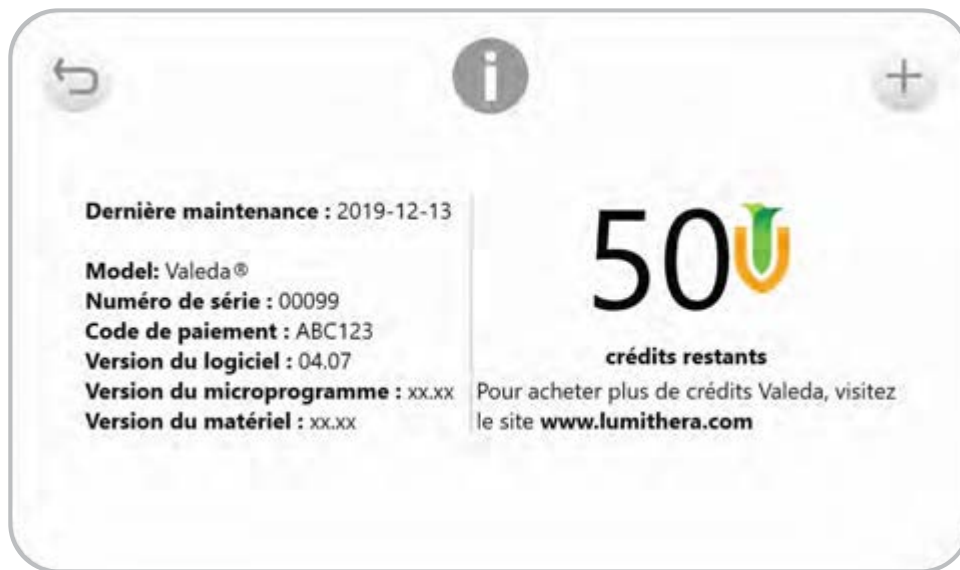 Dernière maintenance : 2019-12-13
Model: Valeda®
Numéro de série : 00099
Code de paiement : ABC123
Version du logiciel : 04.07
Version du microprogramme : xx.xx
Version du matériel : xx.xx
50
crédits restants
Pour acheter plus de crédits Valeda, visitez
le site www.lumithera.com